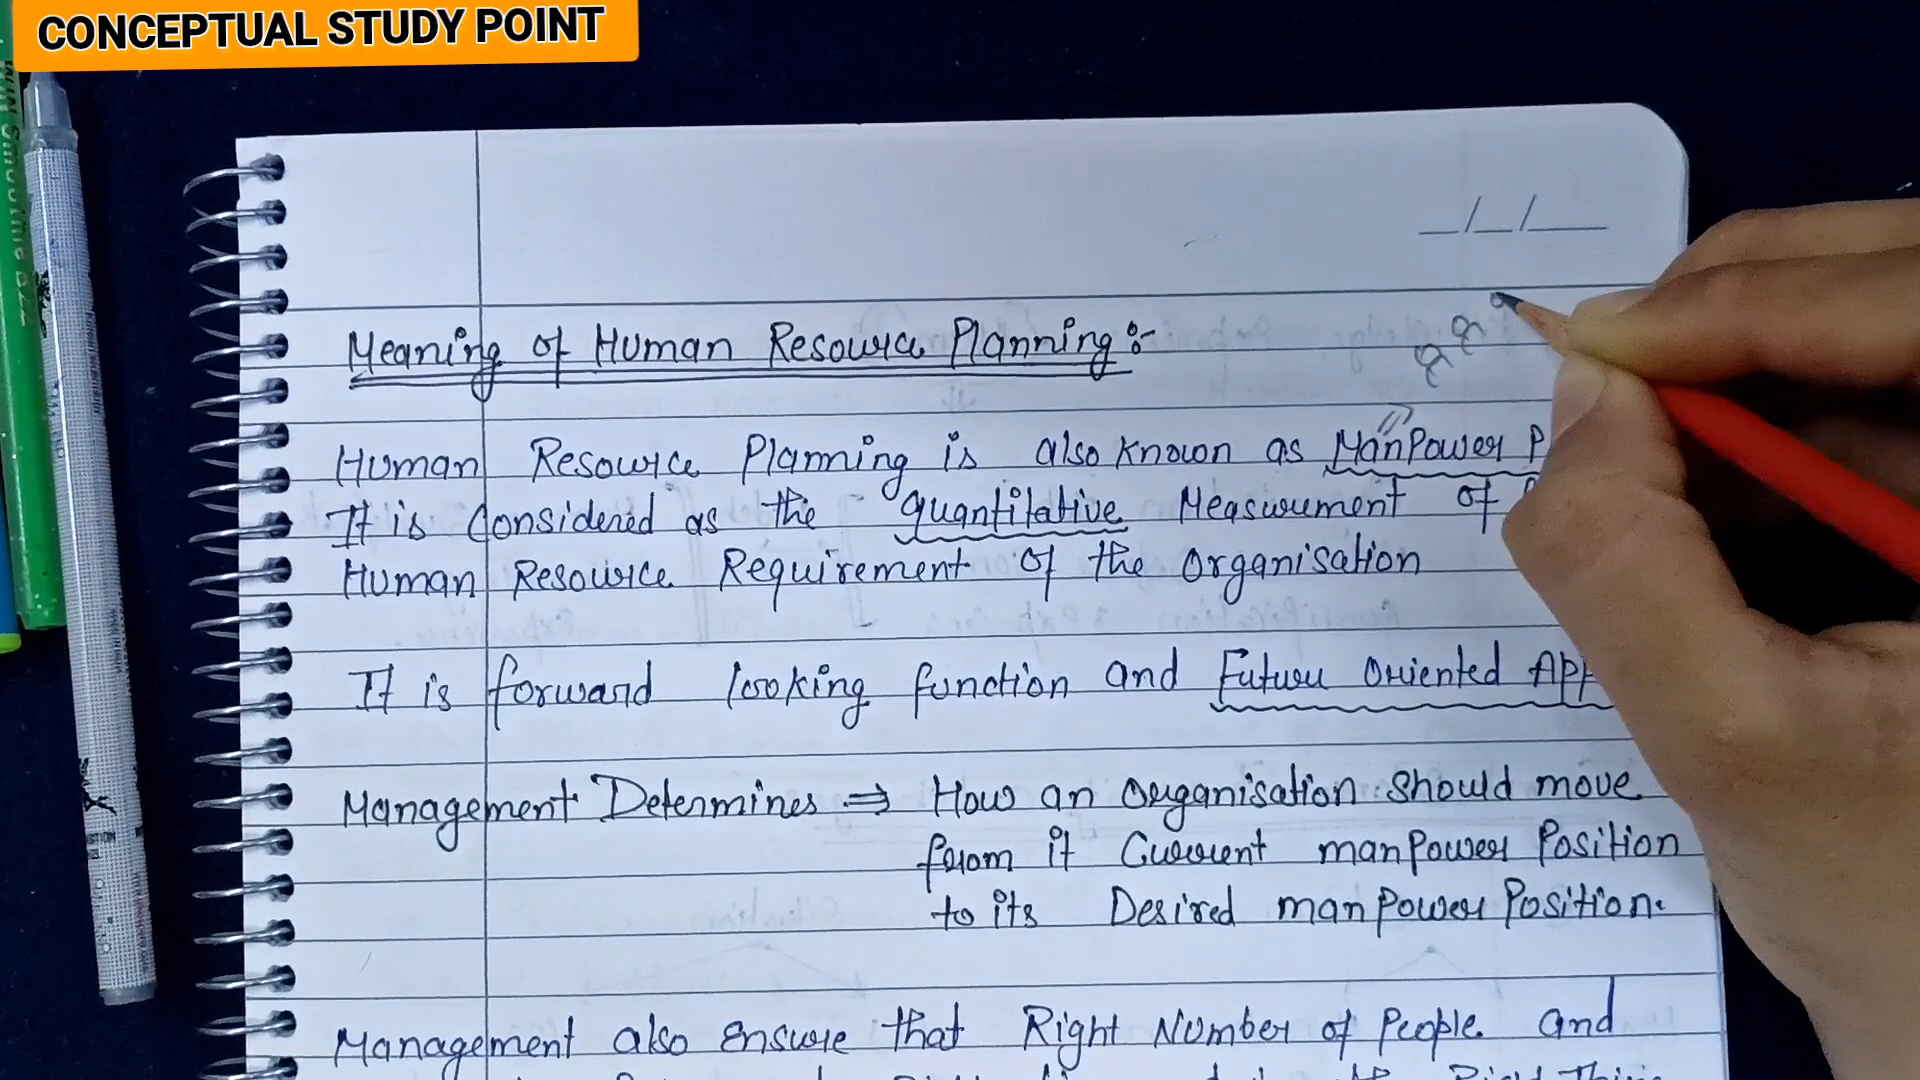 CONCEPTUAL STUDY POINT
_/_/__
Meaning of Human Resource Planning :-
Human Resource Planning is also known as ManPower P
It is Considered as the quantitative Measurement of
Human Resource Requirement of the Organisation
It is forward looking function and Future Oriented App
Management Determines ⇒ How an Organisation should move
from it Current manpower Position
to its Desired manpower Position.
Management also ensure that Right Number of People and